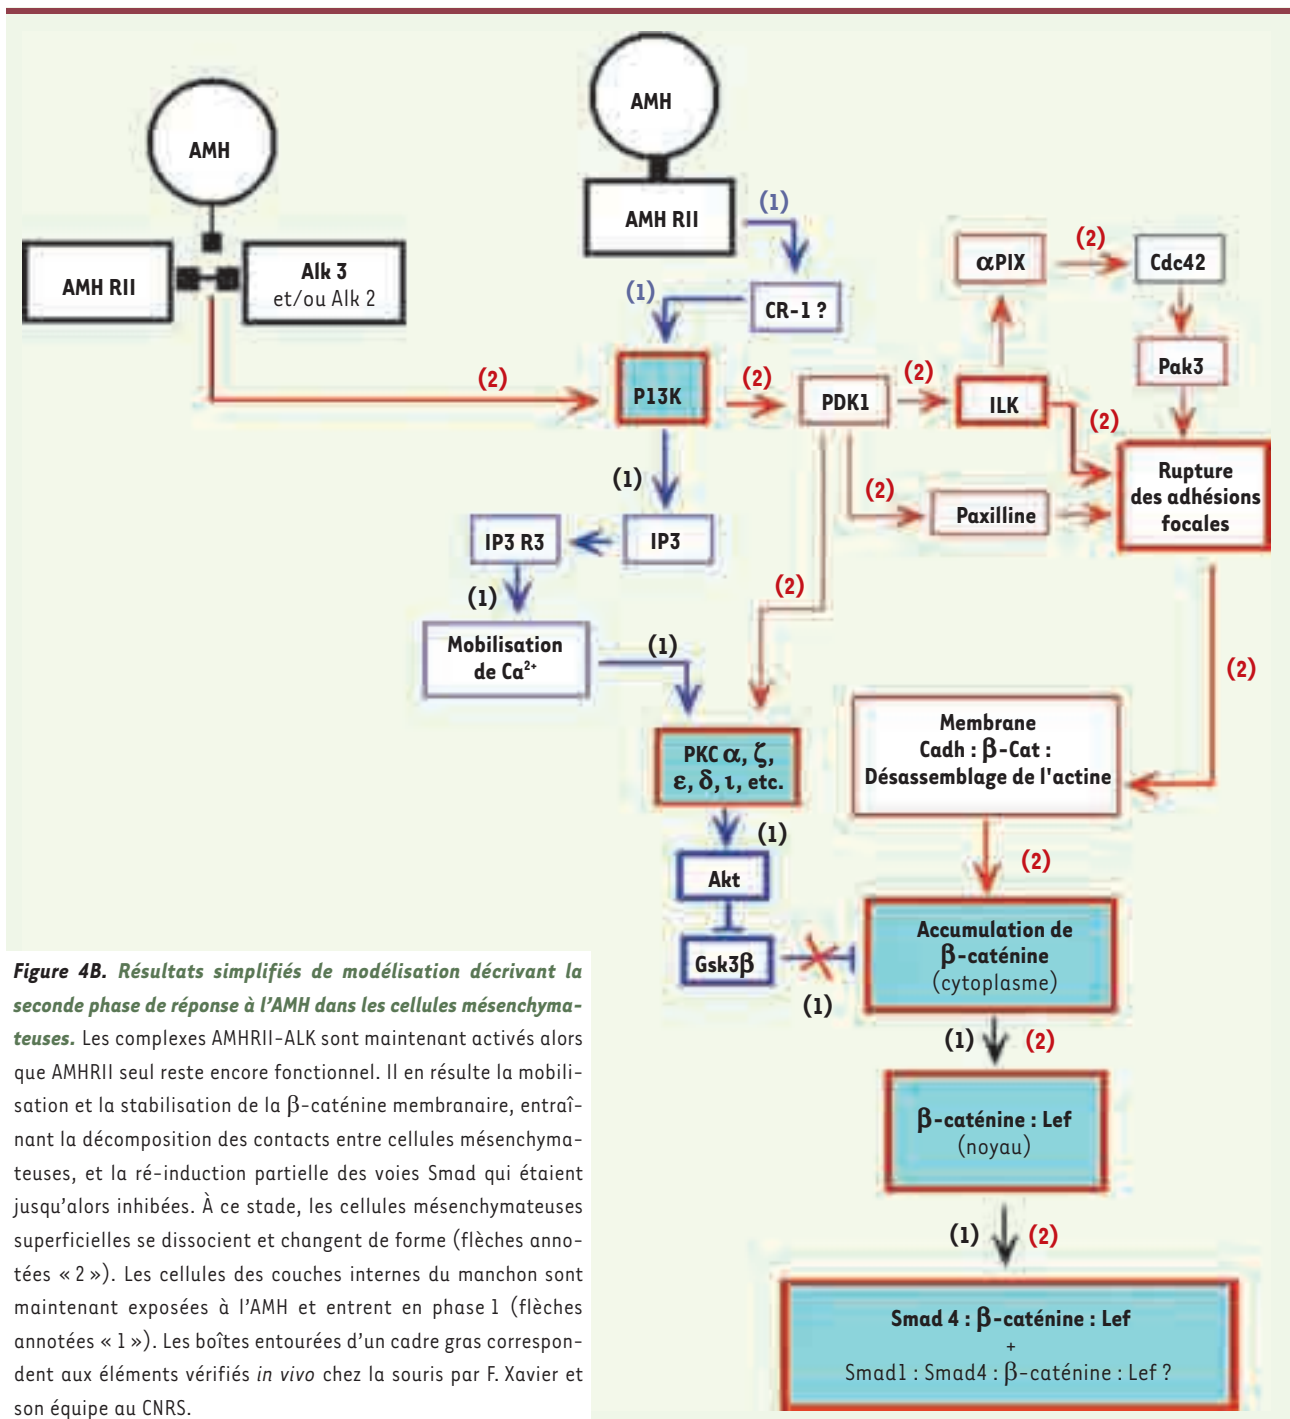 AMH
AMH
AMH RII
(1)
AMH RII
Alk 3
et/ou Alk 2
(1)
CR-1 ?
αPIX
(2)
Cdc42
(2)
P13K
(2)
PDK1
(2)
ILK
(2)
Pak3
Rupture
des adhésions
focales
(1)
(2)
Paxilline
IP3 R3
IP3
(1)
(2)
Mobilisation
de Ca²⁺
(1)
(2)
PKC α, ζ,
ε, δ, ι, etc.
Membrane
Cadh : β-Cat :
Désassemblage de l'actine
(1)
(2)
Akt
Gsk3β
(1)
Accumulation de
β-caténine
(cytoplasme)
(1) (2)
β-caténine : Lef
(noyau)
(1) (2)
Smad 4 : β-caténine : Lef
+
Smad1 : Smad4 : β-caténine : Lef ?
Figure 4B. Résultats simplifiés de modélisation décrivant la
seconde phase de réponse à l’AMH dans les cellules mésenchyma-
teuses. Les complexes AMHRII-ALK sont maintenant activés alors
que AMHRII seul reste encore fonctionnel. Il en résulte la mobili-
sation et la stabilisation de la β-caténine membranaire, entraî-
nant la décomposition des contacts entre cellules mésenchyma-
teuses, et la ré-induction partielle des voies Smad qui étaient
jusqu’alors inhibées. À ce stade, les cellules mésenchymateuses
superficielles se dissocient et changent de forme (flèches anno-
tées « 2 »). Les cellules des couches internes du manchon sont
maintenant exposées à l’AMH et entrent en phase 1 (flèches
annotées « 1 »). Les boîtes entourées d’un cadre gras correspon-
dent aux éléments vérifiés in vivo chez la souris par F. Xavier et
son équipe au CNRS.